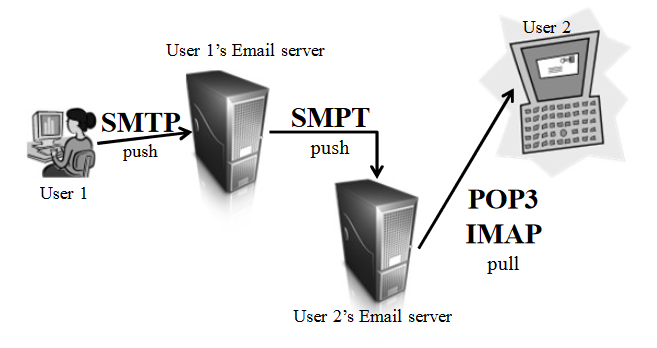 User 2
User 1's Email server
SMTP
push
SMPT
push
User 1
POP3
IMAP
pull
User 2's Email server